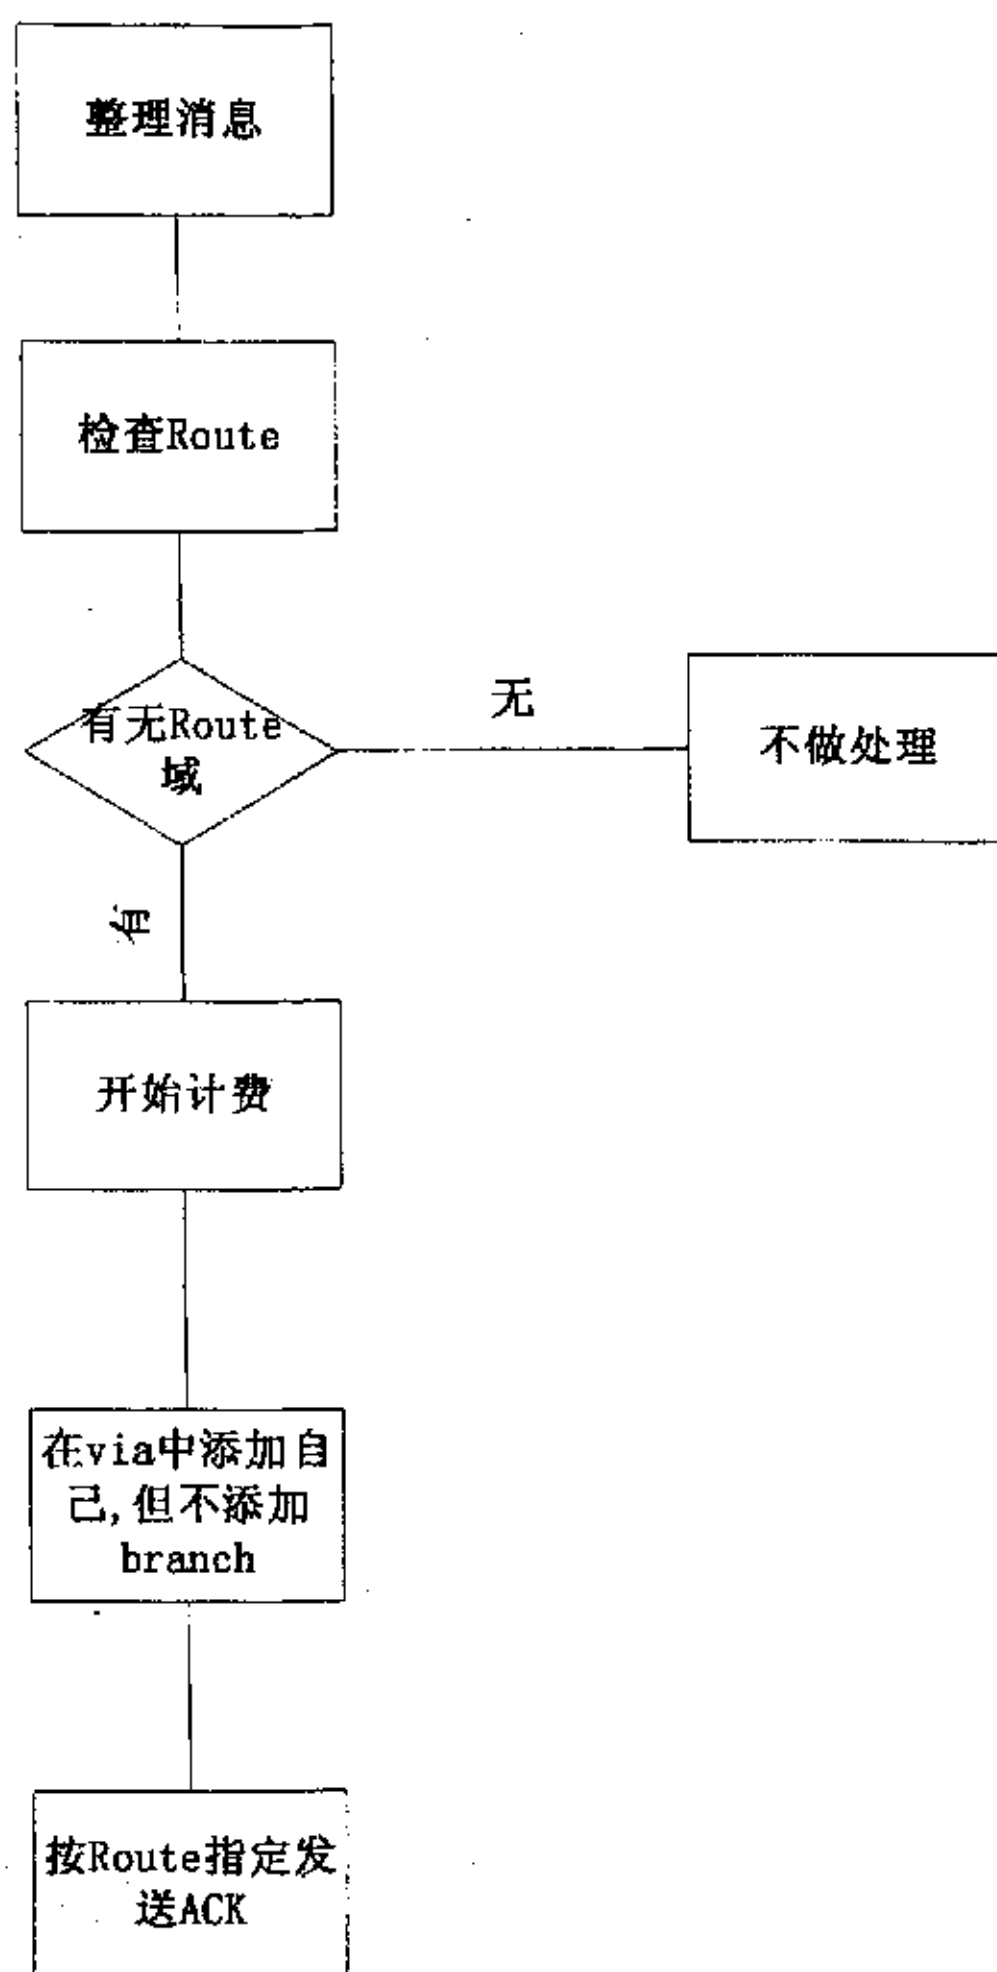 整理消息
检查Route
有无Route
域
无
不做处理
有
开始计费
在via中添加自
己,但不添加
branch
按Route指定发
送ACK